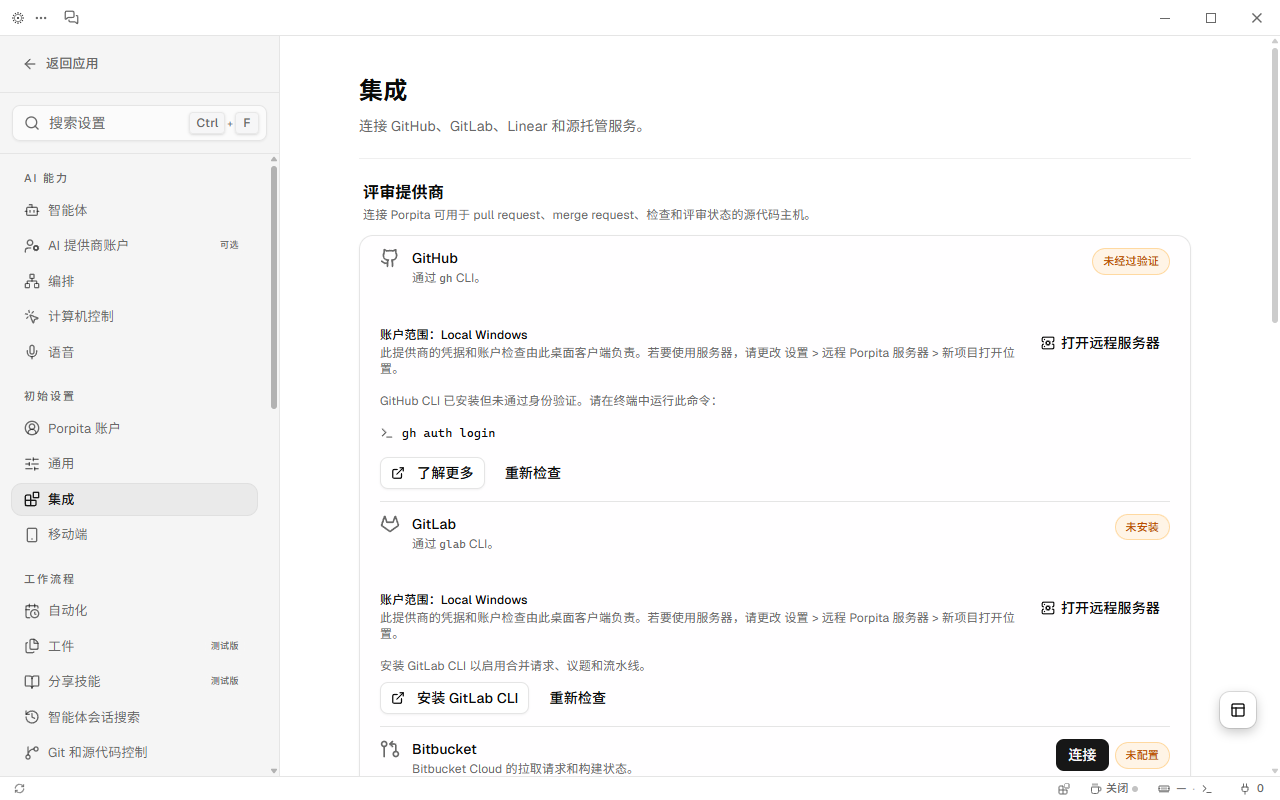 返回应用
搜索设置 Ctrl + F
AI 能力
智能体
AI 提供商账户 可选
编排
计算机控制
语音
初始设置
Porpita 账户
通用
集成
移动端
工作流程
自动化
工件 测试版
分享技能 测试版
智能体会话搜索
Git 和源代码控制
集成
连接 GitHub、GitLab、Linear 和源托管服务。
评审提供商
连接 Porpita 可用于 pull request、merge request、检查和评审状态的源代码主机。
GitHub 未经过验证
通过 gh CLI。
账户范围：Local Windows
此提供商的凭据和账户检查由此桌面客户端负责。若要使用服务器，请更改 设置 > 远程 Porpita 服务器 > 新项目打开位
置。
打开远程服务器
GitHub CLI 已安装但未通过身份验证。请在终端中运行此命令：
gh auth login
了解更多 重新检查
GitLab 未安装
通过 glab CLI。
账户范围：Local Windows
此提供商的凭据和账户检查由此桌面客户端负责。若要使用服务器，请更改 设置 > 远程 Porpita 服务器 > 新项目打开位
置。
打开远程服务器
安装 GitLab CLI 以启用合并请求、议题和流水线。
安装 GitLab CLI 重新检查
Bitbucket 连接 未配置
Bitbucket Cloud 的拉取请求和构建状态。
关闭 — · 0